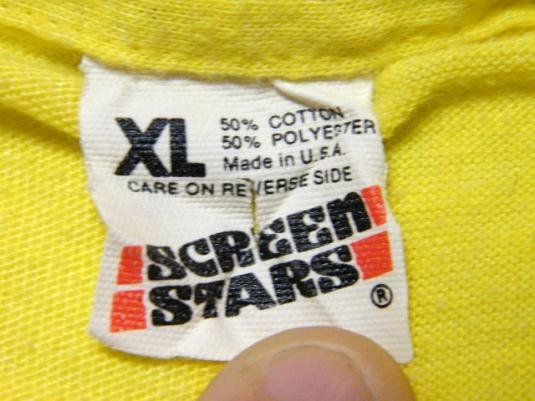 XL
50% COTTON
50% POLYESTER
Made in U.S.A.
CARE ON REVERSE SIDE
SCREEN
STARS
®